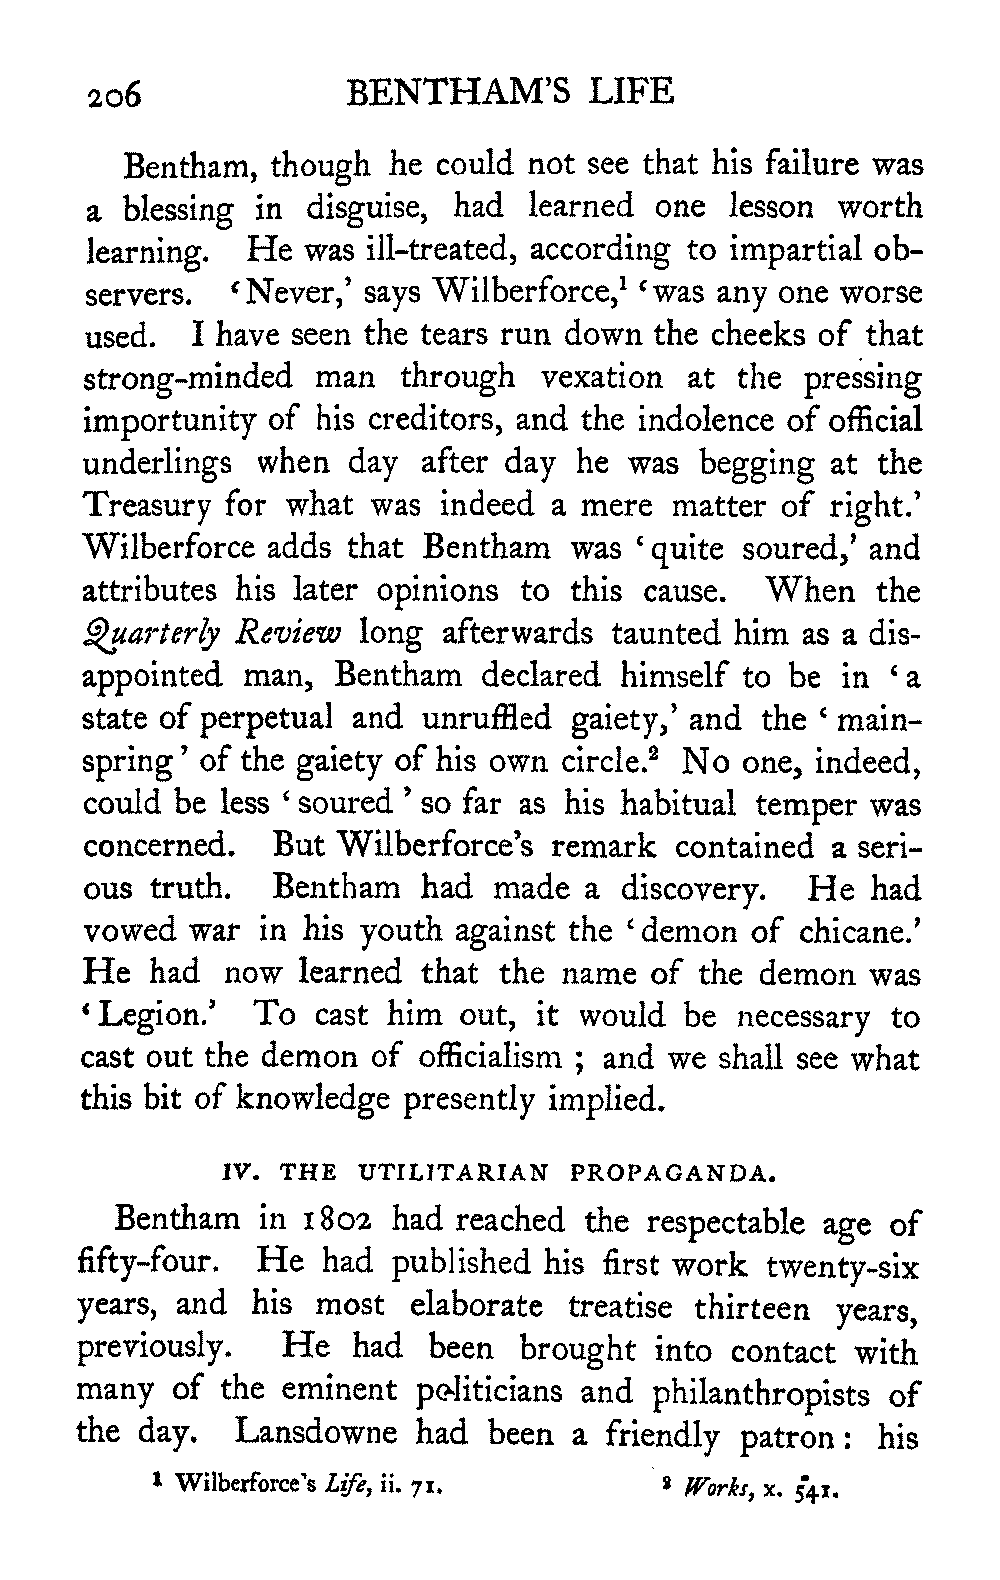 206 BENTHAM'S LIFE
Bentham, though he could not see that his failure was
a blessing in disguise, had learned one lesson worth
learning. He was ill-treated, according to impartial ob-
servers. ‘Never,’ says Wilberforce,¹ ‘was any one worse
used. I have seen the tears run down the cheeks of that
strong-minded man through vexation at the pressing
importunity of his creditors, and the indolence of official
underlings when day after day he was begging at the
Treasury for what was indeed a mere matter of right.’
Wilberforce adds that Bentham was ‘quite soured,’ and
attributes his later opinions to this cause. When the
Quarterly Review long afterwards taunted him as a dis-
appointed man, Bentham declared himself to be in ‘a
state of perpetual and unruffled gaiety,’ and the ‘main-
spring’ of the gaiety of his own circle.² No one, indeed,
could be less ‘soured’ so far as his habitual temper was
concerned. But Wilberforce's remark contained a seri-
ous truth. Bentham had made a discovery. He had
vowed war in his youth against the ‘demon of chicane.’
He had now learned that the name of the demon was
‘Legion.’ To cast him out, it would be necessary to
cast out the demon of officialism ; and we shall see what
this bit of knowledge presently implied.
IV. THE UTILITARIAN PROPAGANDA.
Bentham in 1802 had reached the respectable age of
fifty-four. He had published his first work twenty-six
years, and his most elaborate treatise thirteen years,
previously. He had been brought into contact with
many of the eminent politicians and philanthropists of
the day. Lansdowne had been a friendly patron : his
¹ Wilberforce's Life, ii. 71. ² Works, x. 541.